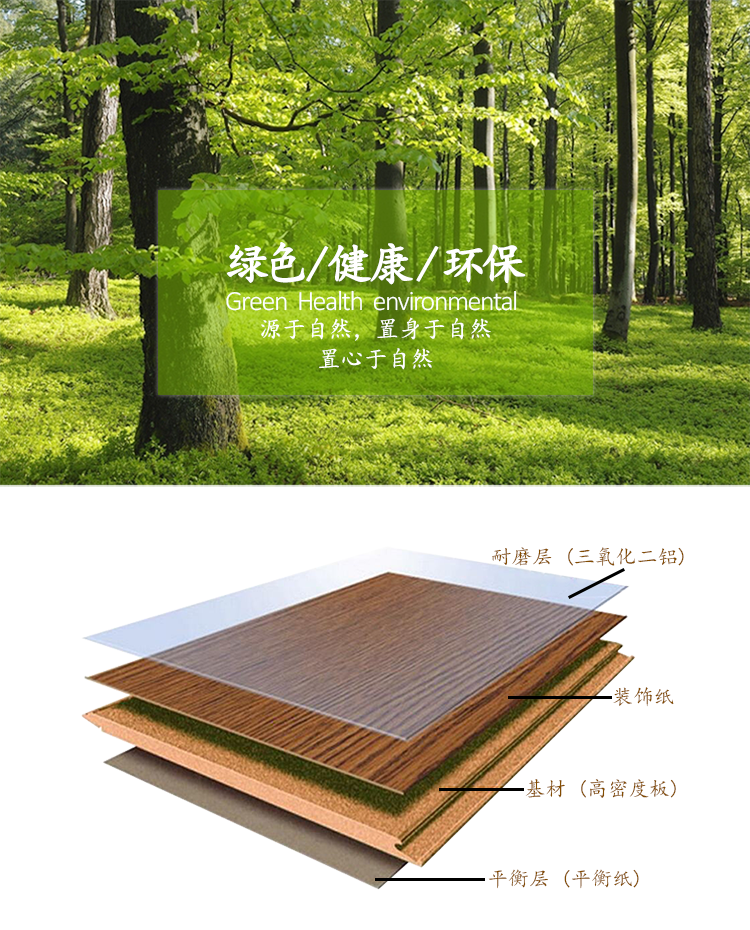 绿色/健康/环保
Green Health environmental
源于自然，置身于自然
置心于自然
耐磨层（三氧化二铝）
装饰纸
基材（高密度板）
平衡层（平衡纸）